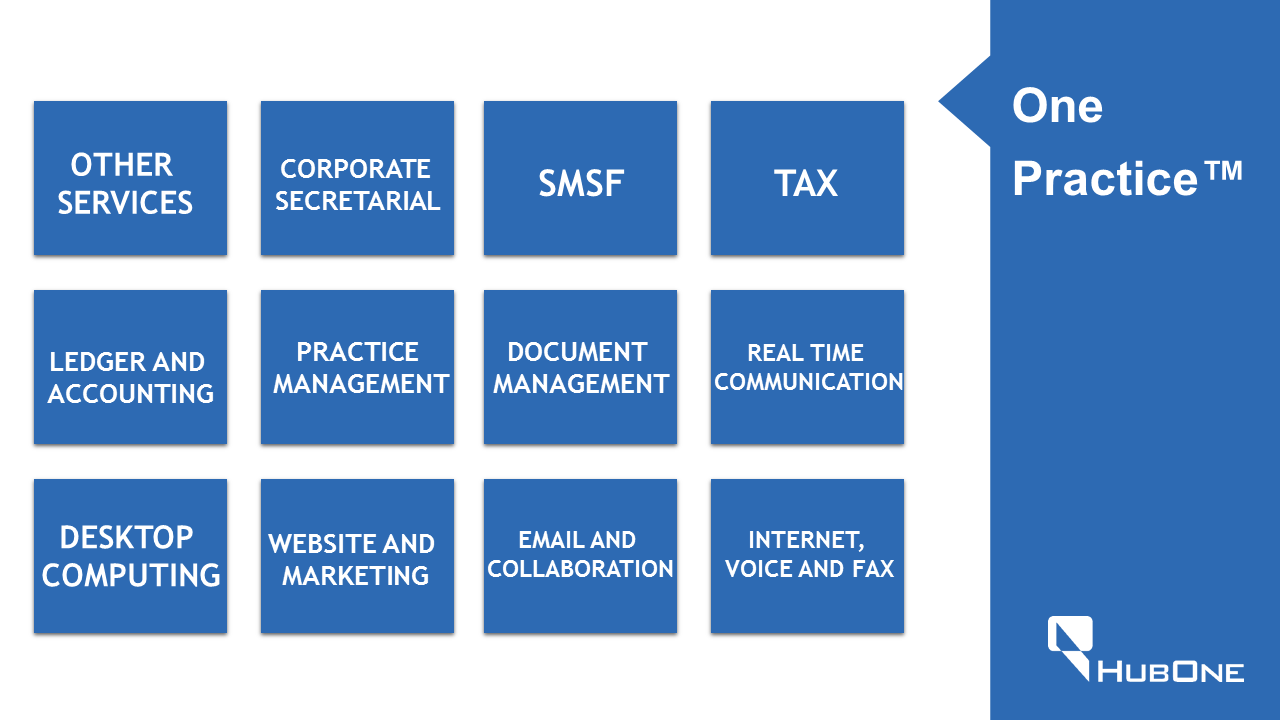 One
Practice™
OTHER
SERVICES
CORPORATE
SECRETARIAL
SMSF
TAX
LEDGER AND
ACCOUNTING
PRACTICE
MANAGEMENT
DOCUMENT
MANAGEMENT
REAL TIME
COMMUNICATION
DESKTOP
COMPUTING
WEBSITE AND
MARKETING
EMAIL AND
COLLABORATION
INTERNET,
VOICE AND FAX
HUBONE